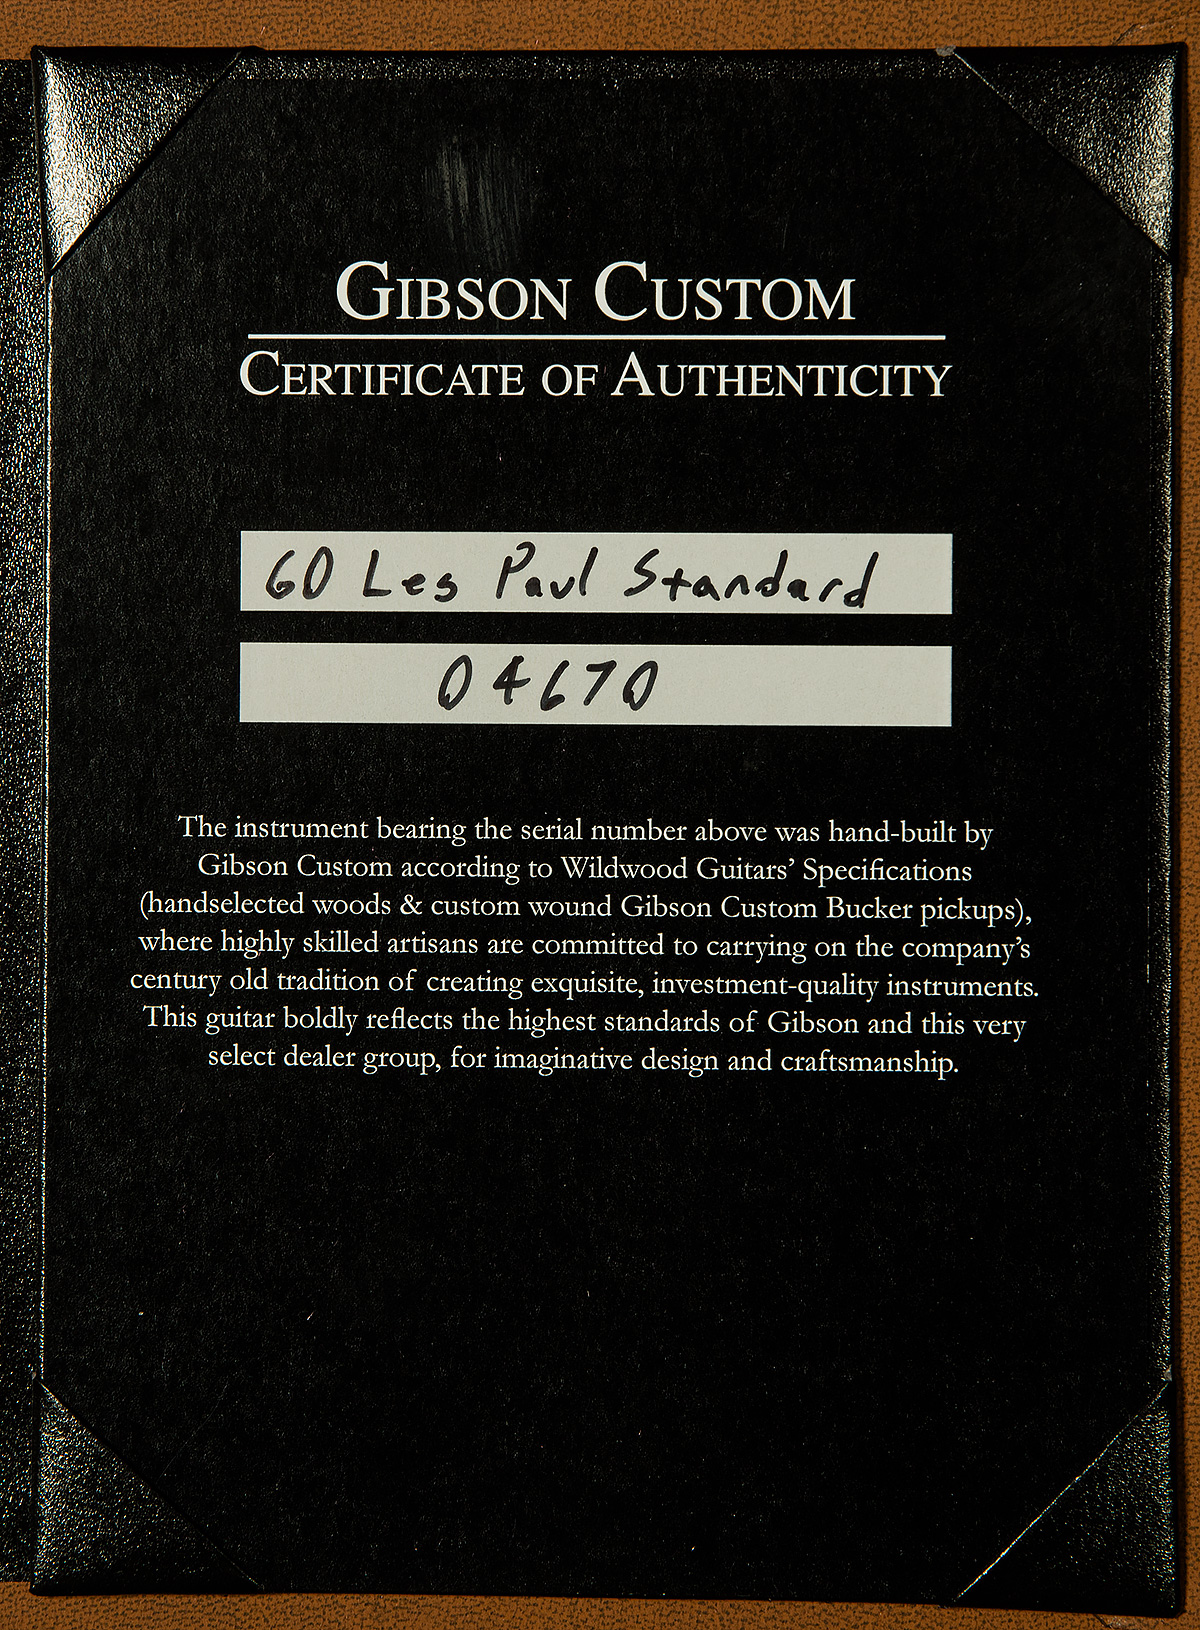 GIBSON CUSTOM
CERTIFICATE OF AUTHENTICITY
60 Les Paul Standard
04670
The instrument bearing the serial number above was hand-built by
Gibson Custom according to Wildwood Guitars' Specifications
(handselected woods & custom wound Gibson Custom Bucker pickups),
where highly skilled artisans are committed to carrying on the company's
century old tradition of creating exquisite, investment-quality instruments.
This guitar boldly reflects the highest standards of Gibson and this very
select dealer group, for imaginative design and craftsmanship.